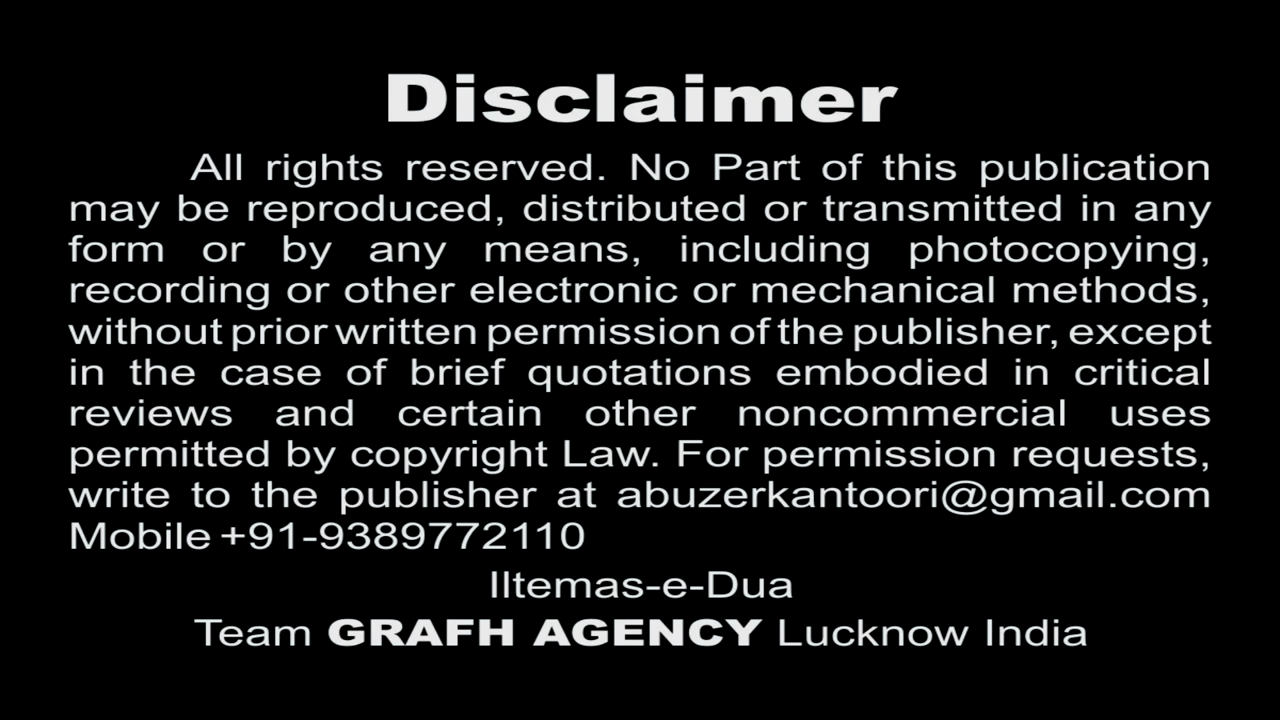 Disclaimer
All rights reserved. No Part of this publication
may be reproduced, distributed or transmitted in any
form or by any means, including photocopying,
recording or other electronic or mechanical methods,
without prior written permission of the publisher, except
in the case of brief quotations embodied in critical
reviews and certain other noncommercial uses
permitted by copyright Law. For permission requests,
write to the publisher at abuzerkantoori@gmail.com
Mobile +91-9389772110
IItemas-e-Dua
Team GRAFH AGENCY Lucknow India